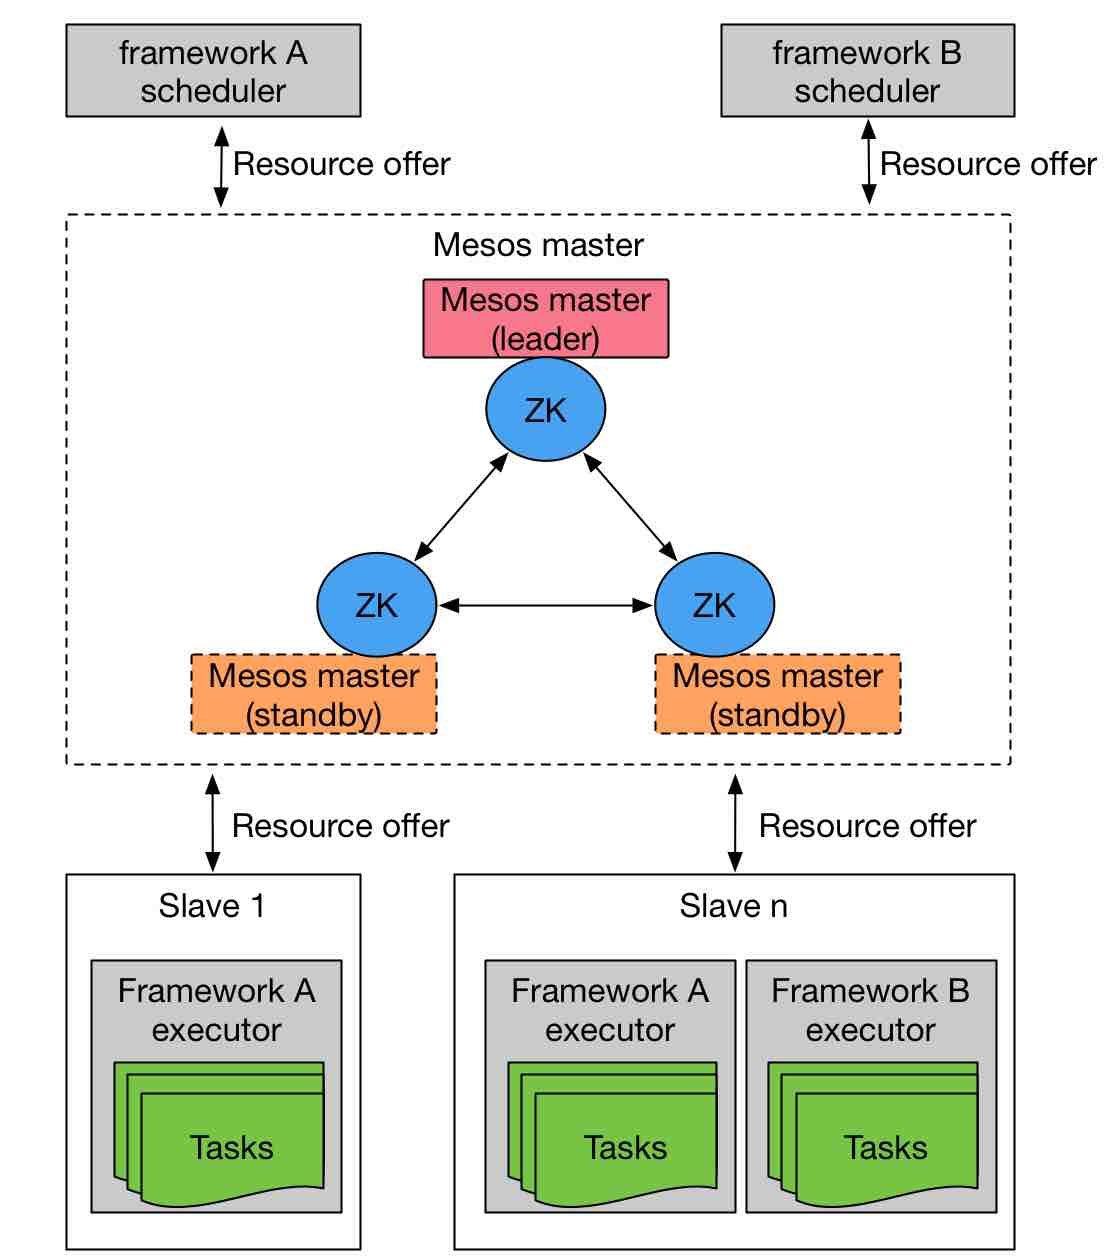 framework A
scheduler
framework B
scheduler
Resource offer
Resource offer
Mesos master
Mesos master
(leader)
ZK
ZK
ZK
Mesos master
(standby)
Mesos master
(standby)
Resource offer
Resource offer
Slave 1
Framework A
executor
Tasks
Slave n
Framework A
executor
Tasks
Framework B
executor
Tasks